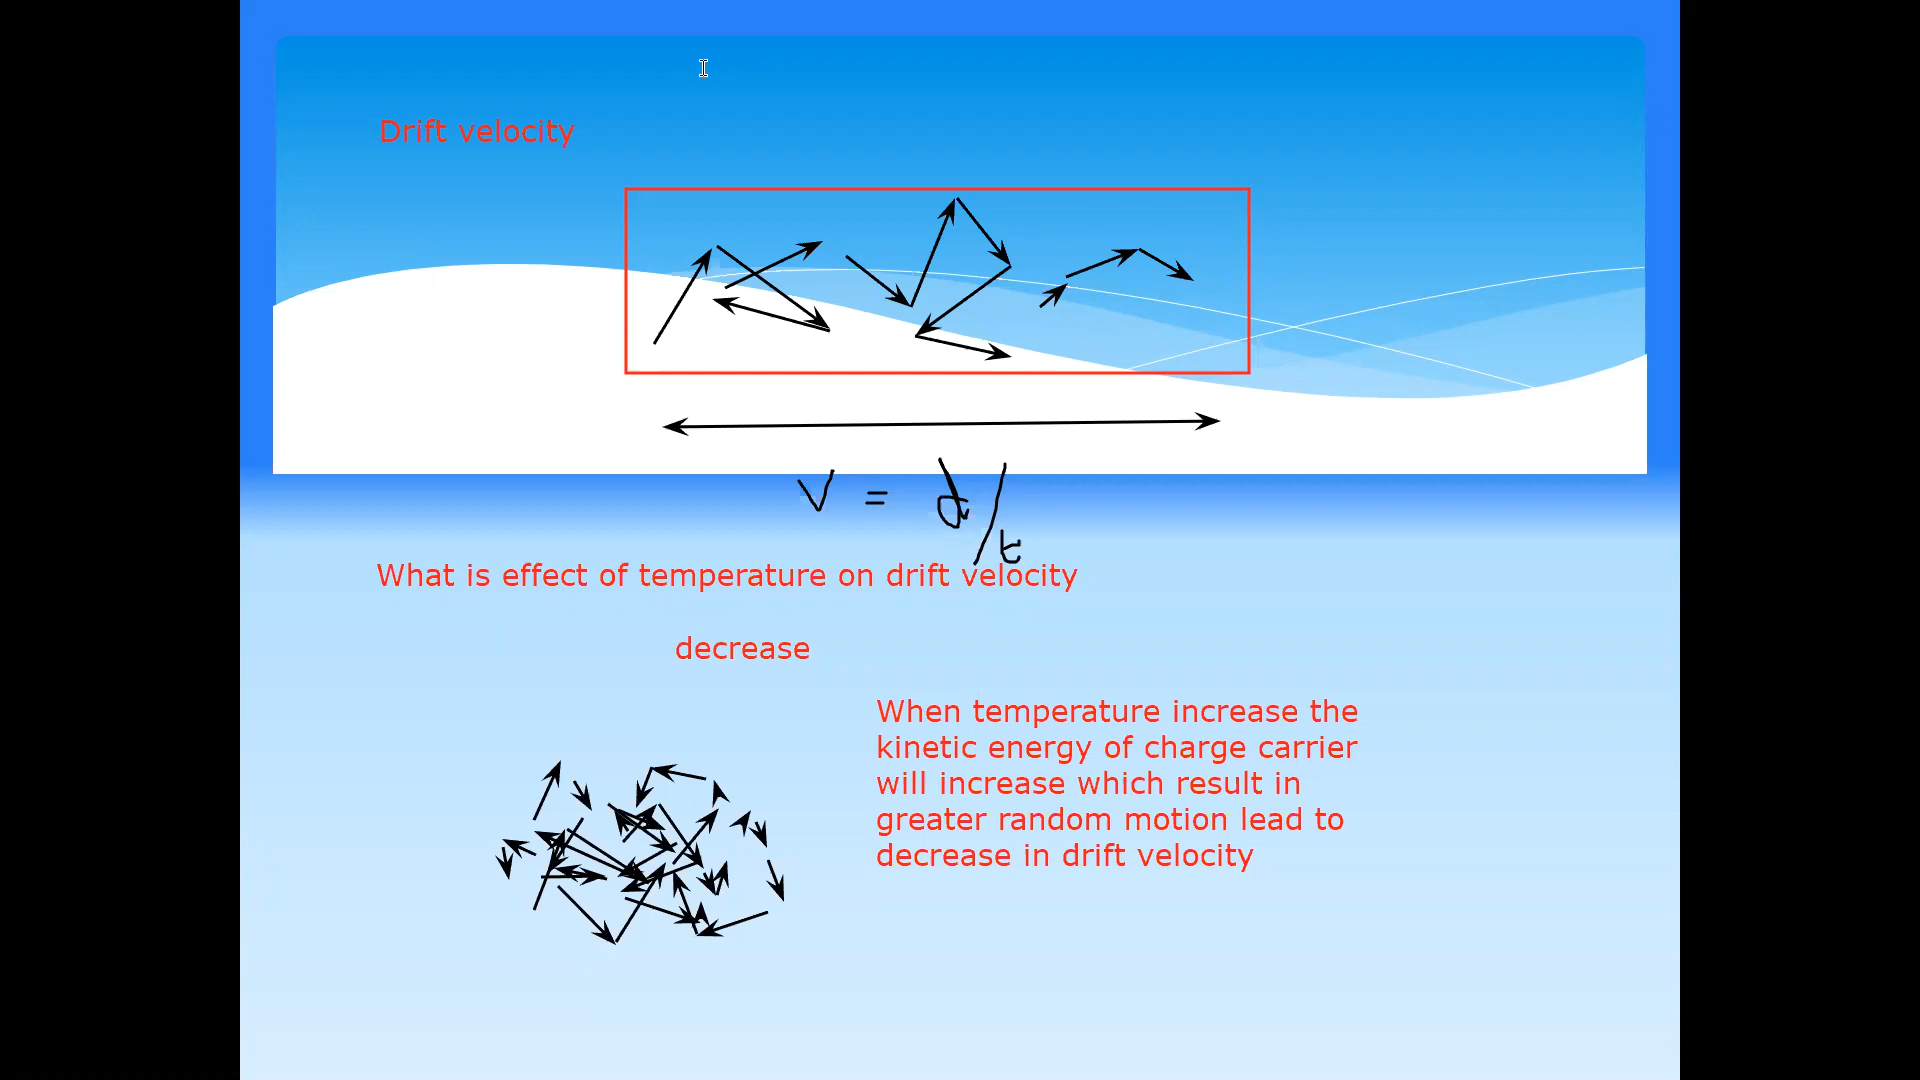 Drift velocity
V = d/t
What is effect of temperature on drift velocity
decrease
When temperature increase the
kinetic energy of charge carrier
will increase which result in
greater random motion lead to
decrease in drift velocity